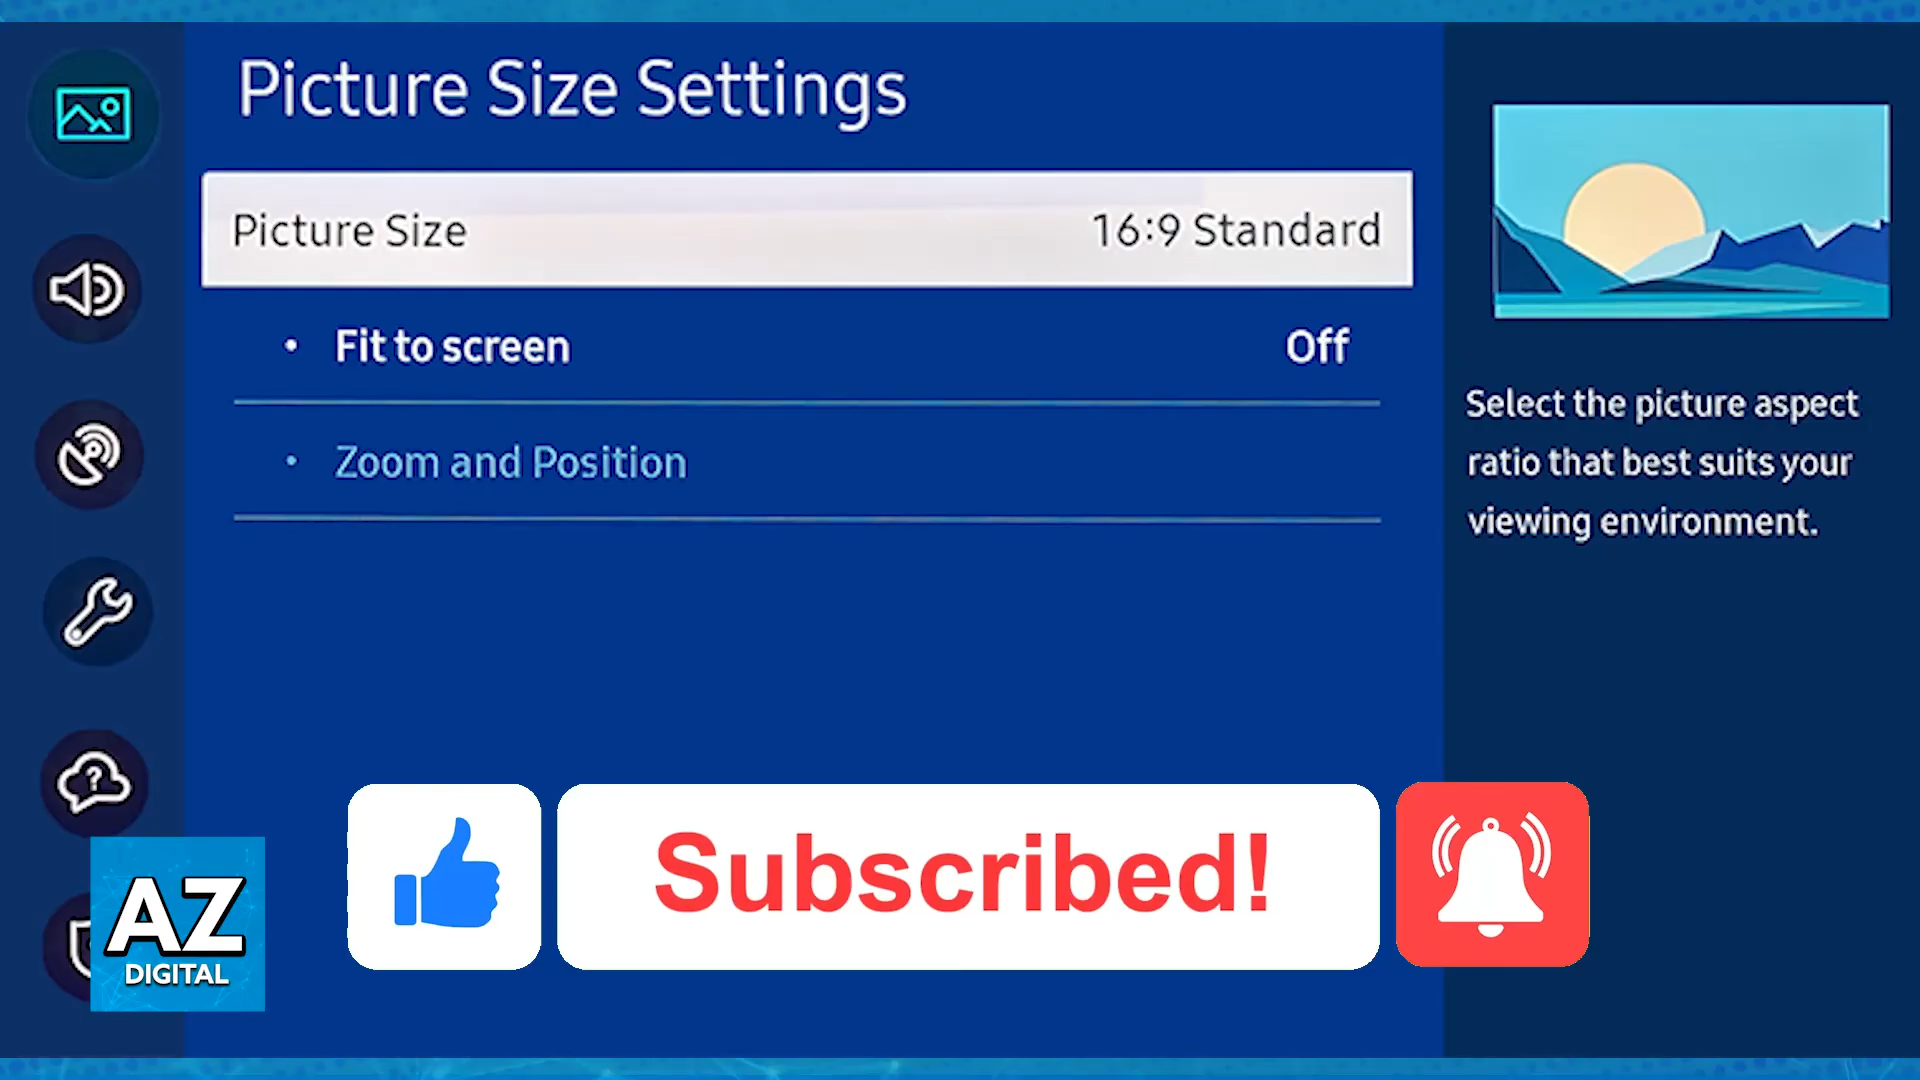 Picture Size Settings
Picture Size 16:9 Standard
• Fit to screen Off
• Zoom and Position
Select the picture aspect
ratio that best suits your
viewing environment.
?
Subscribed!
AZ
DIGITAL